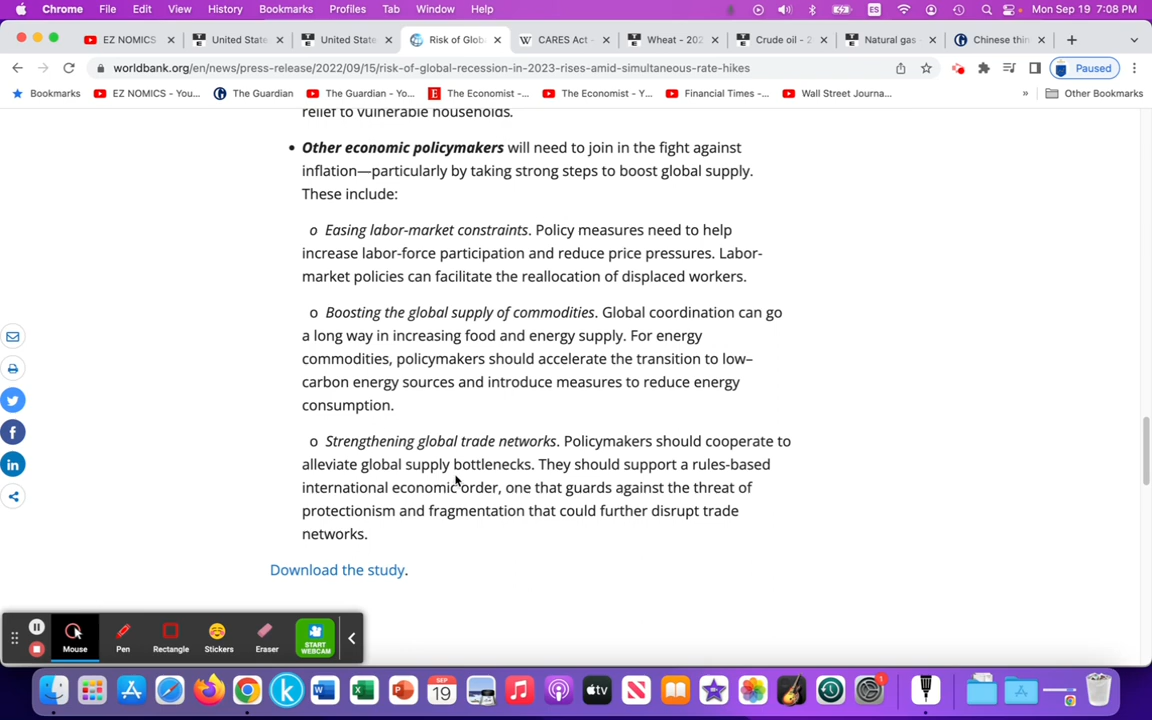 Chrome File Edit View History Bookmarks Profiles Tab Window Help ES Mon Sep 19 7:08 PM
EZ NOMICS United State United State Risk of Glob CARES Act - Wheat - 202 Crude oil - 2 Natural gas - Chinese thin
worldbank.org/en/news/press-release/2022/09/15/risk-of-global-recession-in-2023-rises-amid-simultaneous-rate-hikes Paused
Bookmarks EZ NOMICS - You... The Guardian The Guardian - Yo... The Economist -... The Economist - Y... Financial Times -... Wall Street Journa... » Other Bookmarks
relief to vulnerable households.
• Other economic policymakers will need to join in the fight against
inflation—particularly by taking strong steps to boost global supply.
These include:
o Easing labor-market constraints. Policy measures need to help
increase labor-force participation and reduce price pressures. Labor-
market policies can facilitate the reallocation of displaced workers.
o Boosting the global supply of commodities. Global coordination can go
a long way in increasing food and energy supply. For energy
commodities, policymakers should accelerate the transition to low–
carbon energy sources and introduce measures to reduce energy
consumption.
o Strengthening global trade networks. Policymakers should cooperate to
alleviate global supply bottlenecks. They should support a rules-based
international economic order, one that guards against the threat of
protectionism and fragmentation that could further disrupt trade
networks.
Download the study.
Mouse Pen Rectangle Stickers Eraser START
WEBCAM
SEP
19